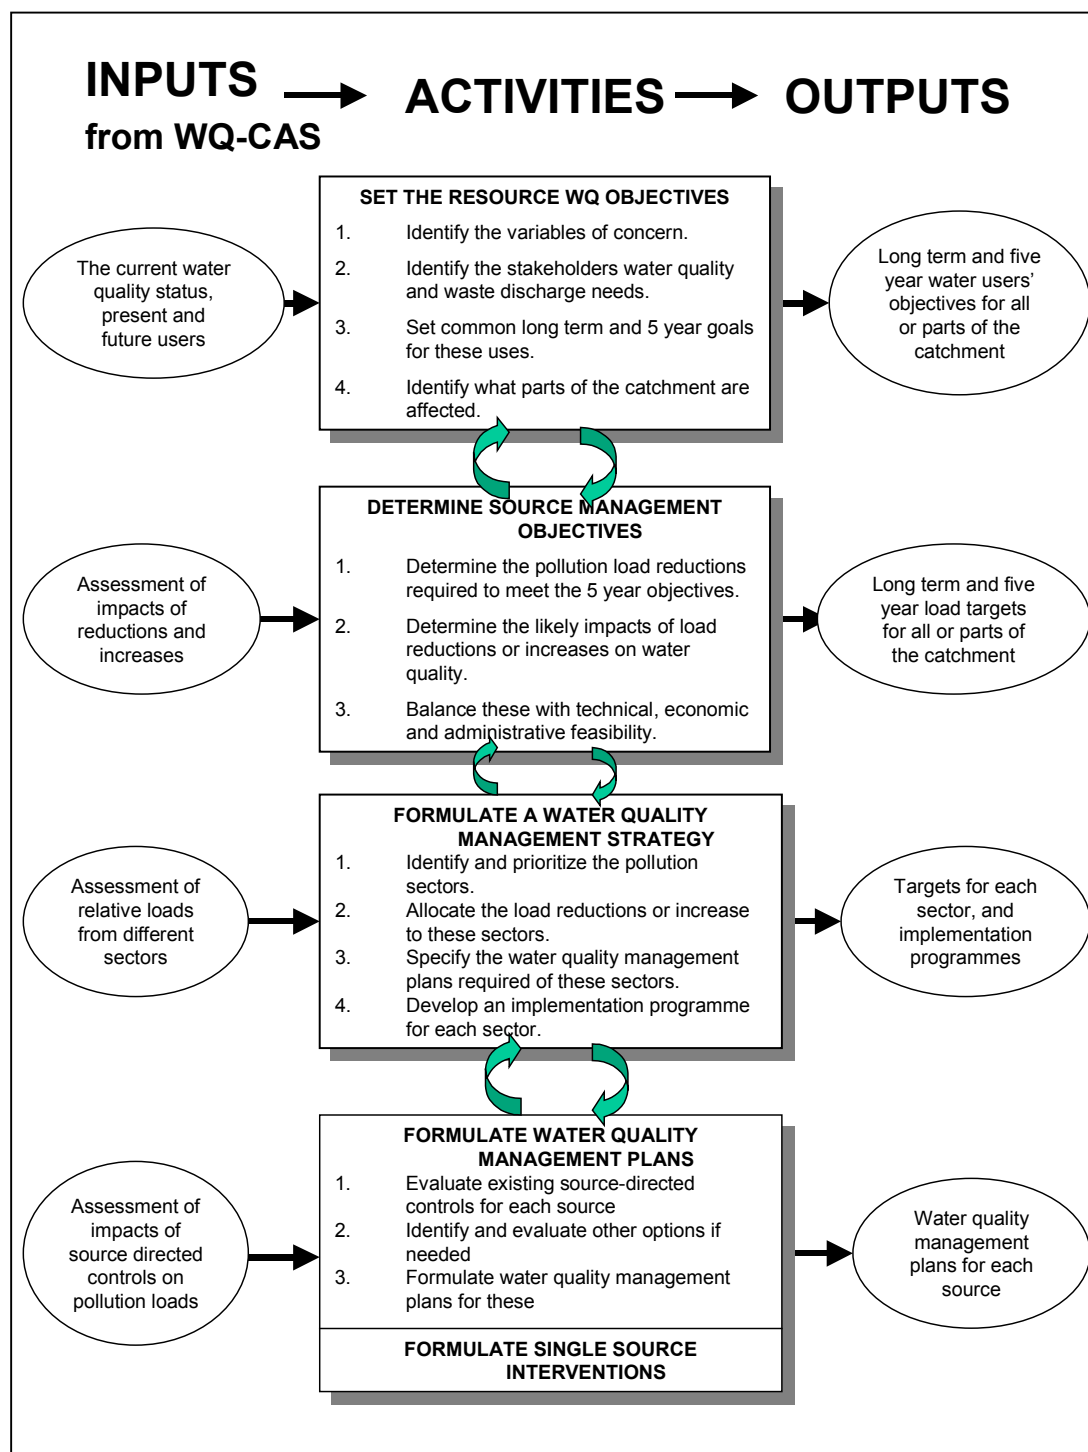 INPUTS
from WQ-CAS
ACTIVITIES
OUTPUTS
The current water
quality status,
present and
future users
SET THE RESOURCE WQ OBJECTIVES
1. Identify the variables of concern.
2. Identify the stakeholders water quality
and waste discharge needs.
3. Set common long term and 5 year goals
for these uses.
4. Identify what parts of the catchment are
affected.
Long term and five
year water users’
objectives for all
or parts of the
catchment
Assessment of
impacts of
reductions and
increases
DETERMINE SOURCE MANAGEMENT
OBJECTIVES
1. Determine the pollution load reductions
required to meet the 5 year objectives.
2. Determine the likely impacts of load
reductions or increases on water
quality.
3. Balance these with technical, economic
and administrative feasibility.
Long term and five
year load targets
for all or parts of
the catchment
Assessment of
relative loads
from different
sectors
FORMULATE A WATER QUALITY
MANAGEMENT STRATEGY
1. Identify and prioritize the pollution
sectors.
2. Allocate the load reductions or increase
to these sectors.
3. Specify the water quality management
plans required of these sectors.
4. Develop an implementation programme
for each sector.
Targets for each
sector, and
implementation
programmes
Assessment of
impacts of
source directed
controls on
pollution loads
FORMULATE WATER QUALITY
MANAGEMENT PLANS
1. Evaluate existing source-directed
controls for each source
2. Identify and evaluate other options if
needed
3. Formulate water quality management
plans for these
FORMULATE SINGLE SOURCE
INTERVENTIONS
Water quality
management
plans for each
source